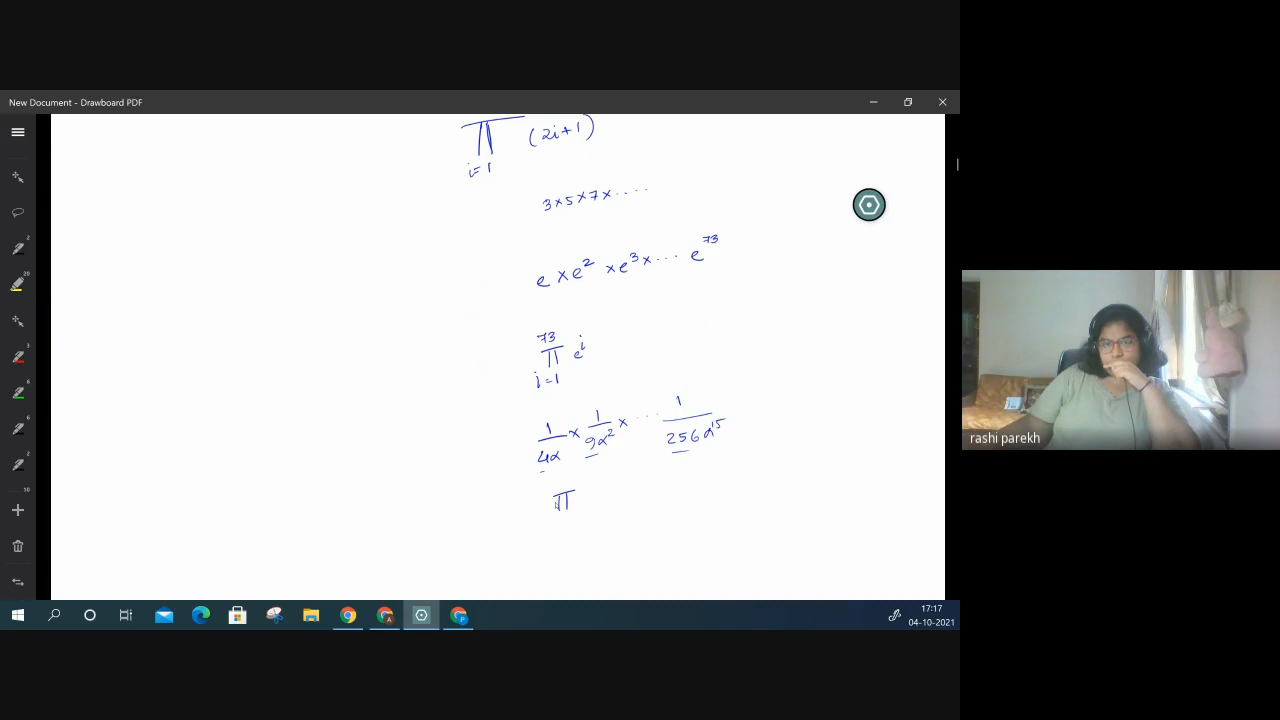 New Document - Drawboard PDF
∏ (2i+1)
i=1
3×5×7×....
e × e² × e³ × ... e⁷³
73
∏ eⁱ
i=1
1/4α × 1/9α² × .... 1/256α¹⁵
∏
rashi parekh
17:17
04-10-2021